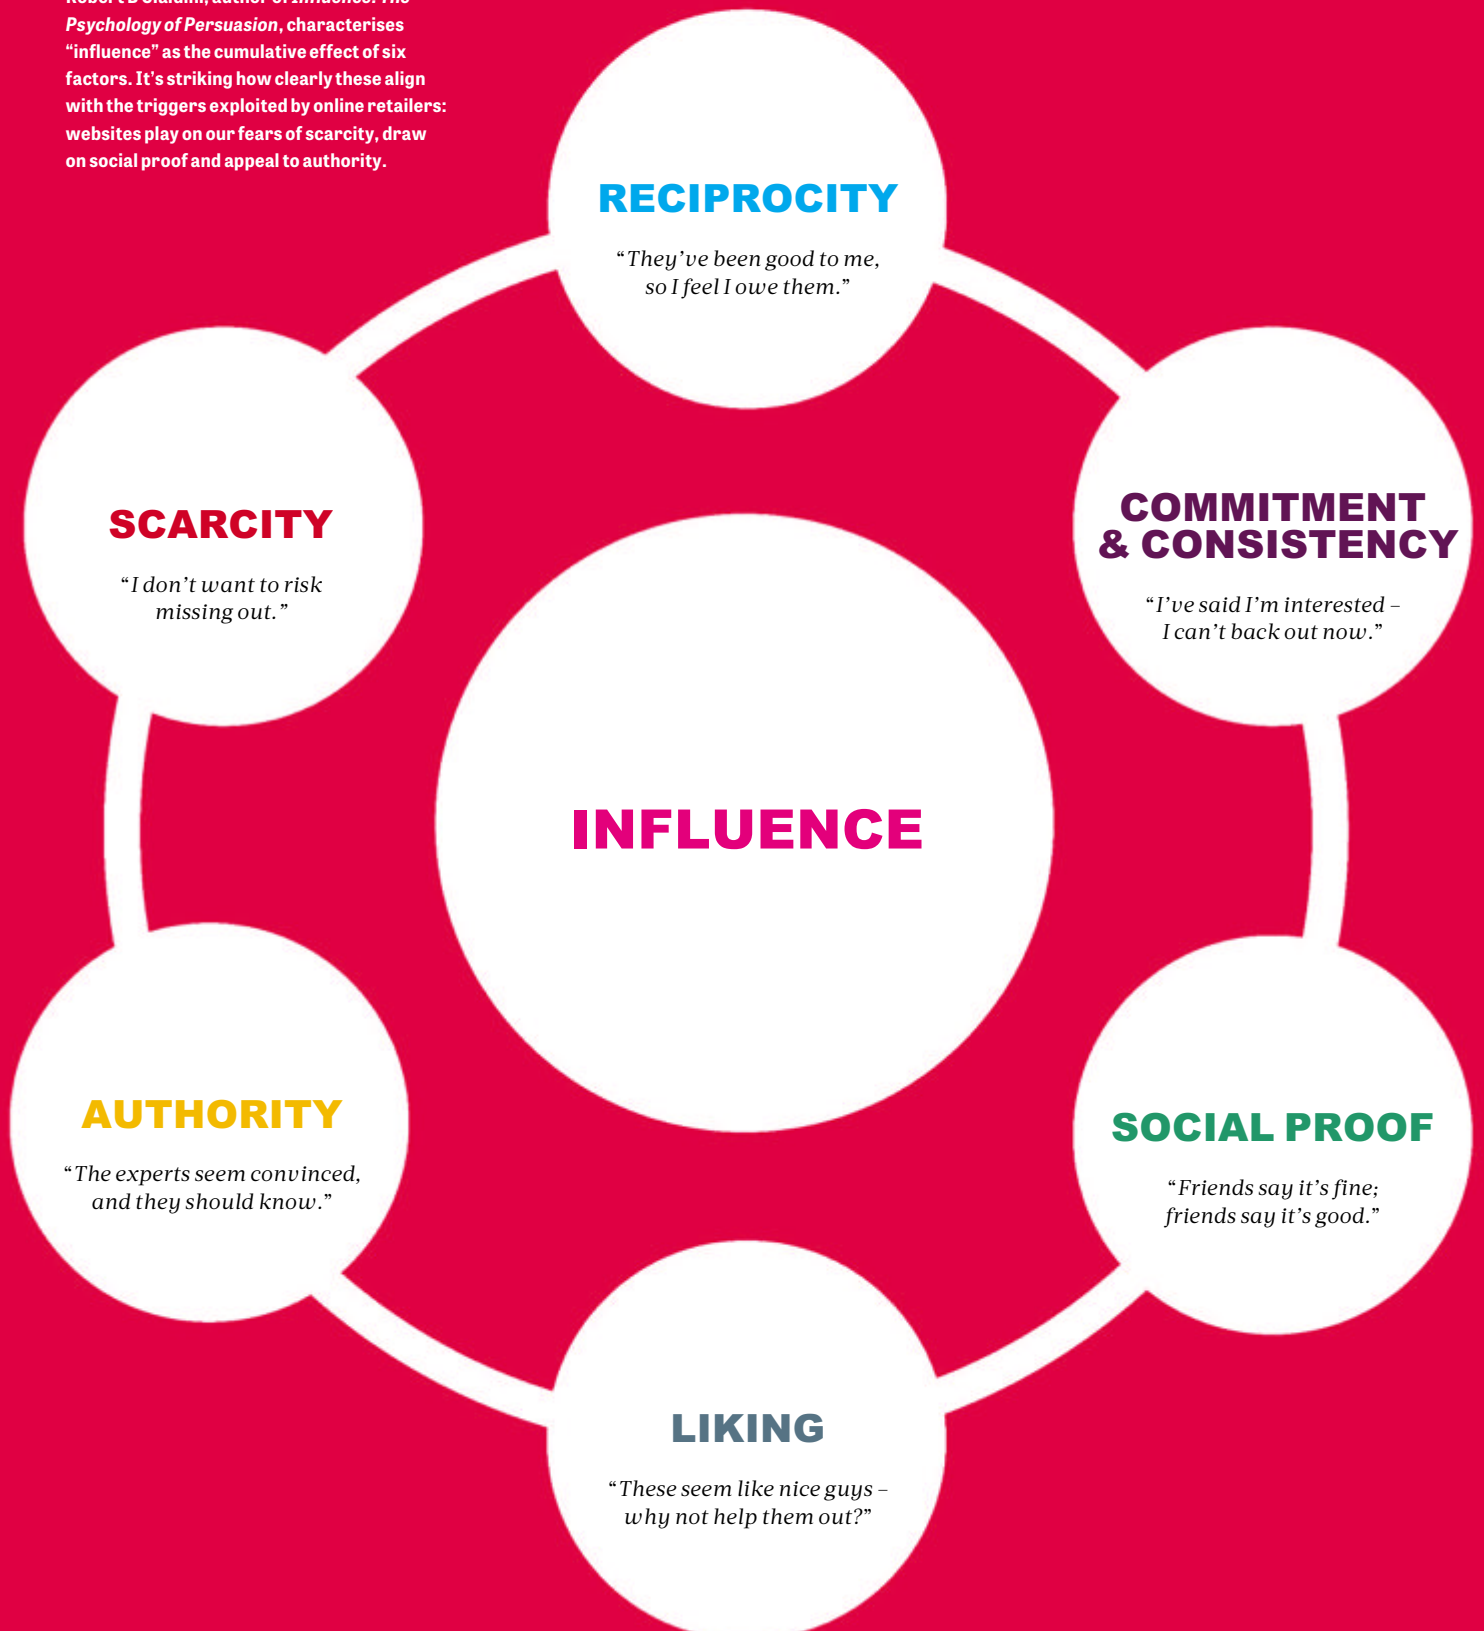 Psychology of Persuasion, characterises
“influence” as the cumulative effect of six
factors. It’s striking how clearly these align
with the triggers exploited by online retailers:
websites play on our fears of scarcity, draw
on social proof and appeal to authority.
RECIPROCITY
“They’ve been good to me,
so I feel I owe them.”
COMMITMENT
& CONSISTENCY
“I’ve said I’m interested –
I can’t back out now.”
SOCIAL PROOF
“Friends say it’s fine;
friends say it’s good.”
LIKING
“These seem like nice guys –
why not help them out?”
AUTHORITY
“The experts seem convinced,
and they should know.”
SCARCITY
“I don’t want to risk
missing out.”
INFLUENCE